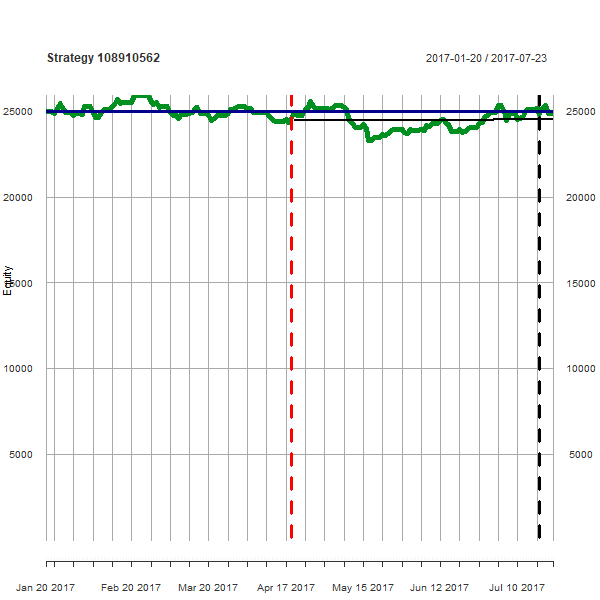 Strategy 108910562
2017-01-20 / 2017-07-23
25000
25000
20000
20000
Equity
15000
15000
10000
10000
5000
5000
Jan 20 2017
Feb 20 2017
Mar 20 2017
Apr 17 2017
May 15 2017
Jun 12 2017
Jul 10 2017